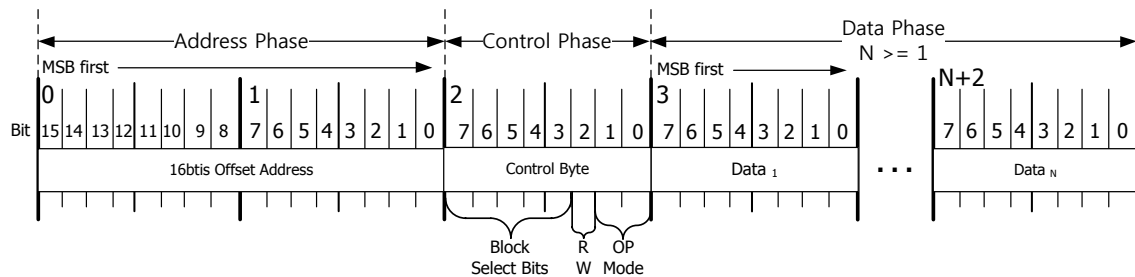 Address Phase Control Phase Data Phase
N >= 1
MSB first MSB first
0 1 2 3 N+2
Bit 15 14 13 12 11 10 9 8 7 6 5 4 3 2 1 0 7 6 5 4 3 2 1 0 7 6 5 4 3 2 1 0 7 6 5 4 3 2 1 0
16btis Offset Address Control Byte Data 1 ... Data N
Block R OP
Select Bits W Mode